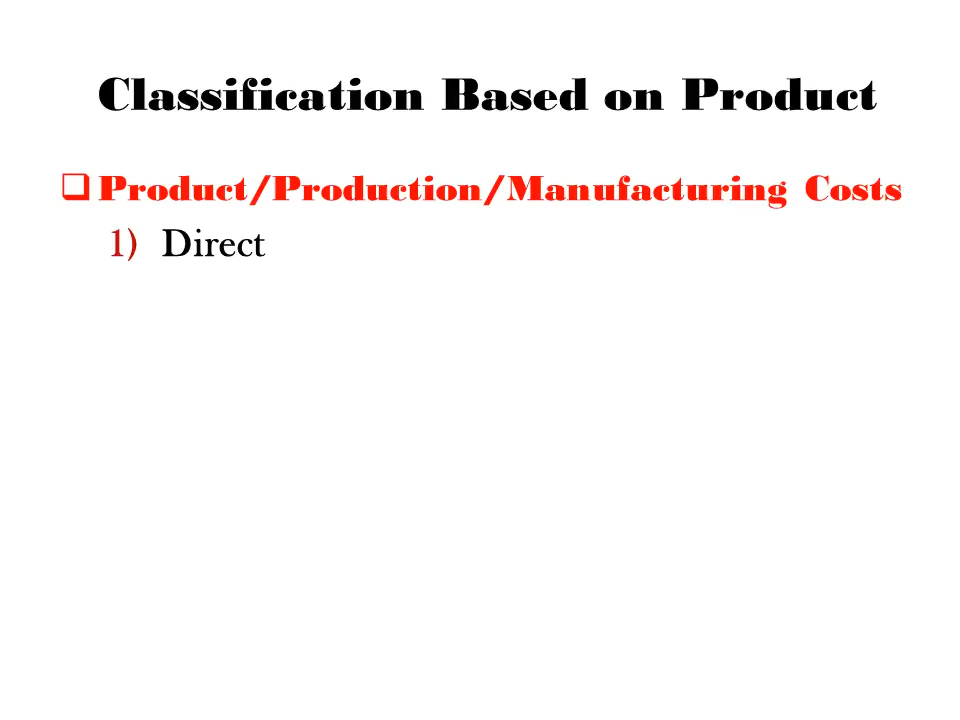 Classification Based on Product
❑ Product/Production/Manufacturing Costs
1) Direct